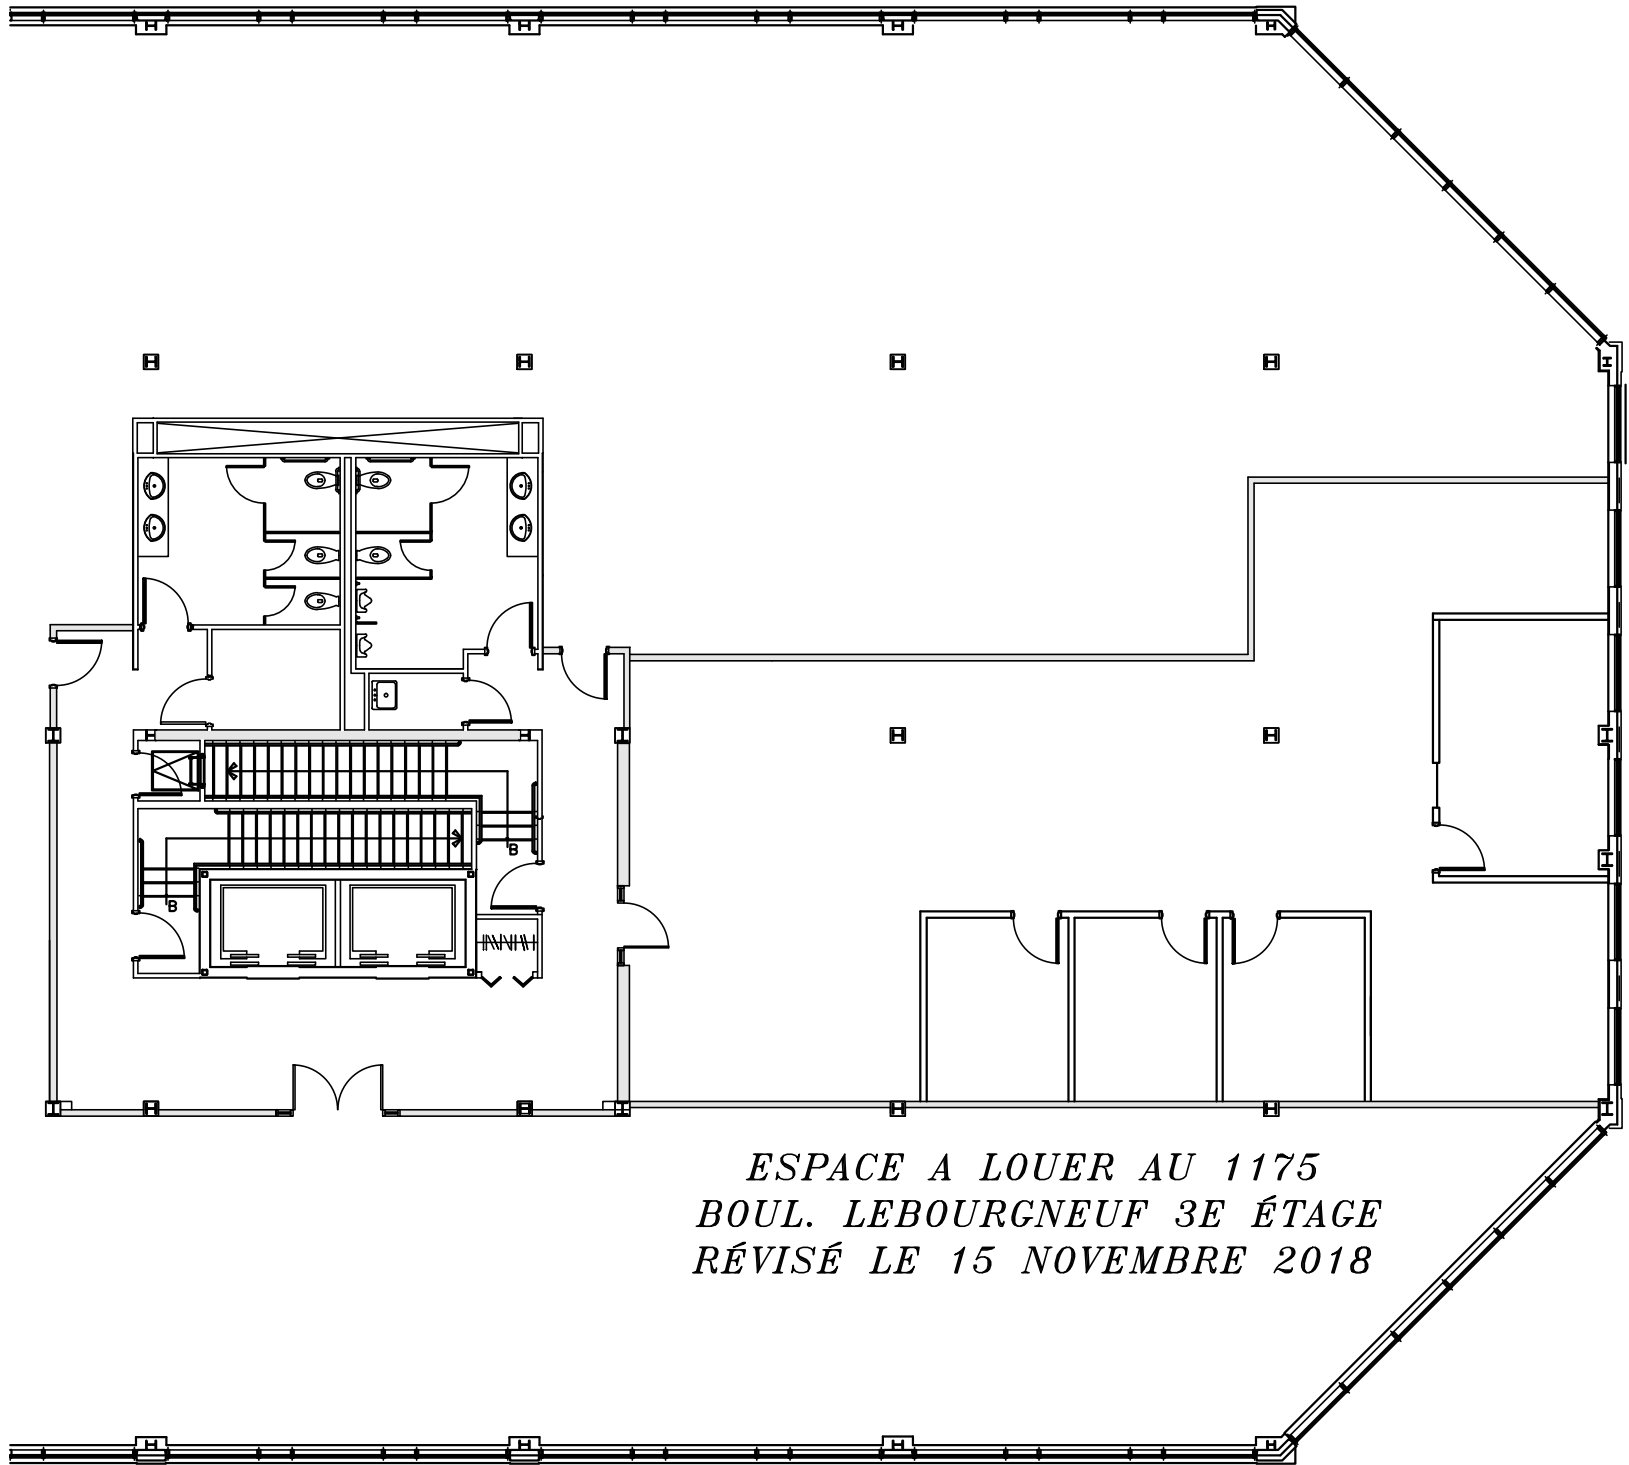 B
B
ESPACE A LOUER AU 1175
BOUL. LEBOURGNEUF 3E ÉTAGE
RÉVISÉ LE 15 NOVEMBRE 2018